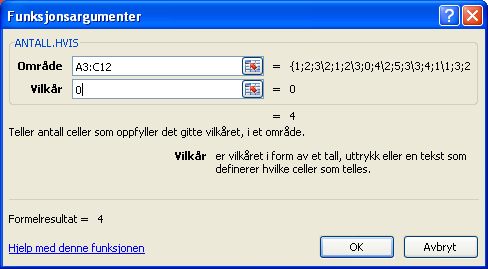 Funksjonsargumenter
ANTALL.HVIS
Område A3:C12 = {1;2;3\2;1;2\3;0;4\2;5;3\3;4;1\1;3;2
Vilkår 0 = 0
= 4
Teller antall celler som oppfyller det gitte vilkåret, i et område.
Vilkår er vilkåret i form av et tall, uttrykk eller en tekst som
definerer hvilke celler som telles.
Formelresultat = 4
Hjelp med denne funksjonen OK Avbryt